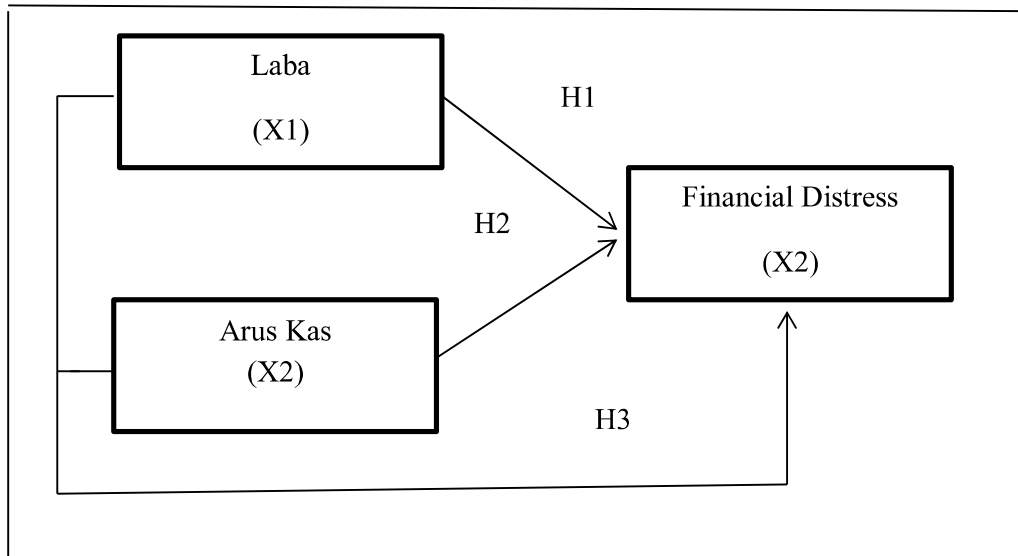 Laba
(X1)
H1
Financial Distress
(X2)
H2
Arus Kas
(X2)
H3